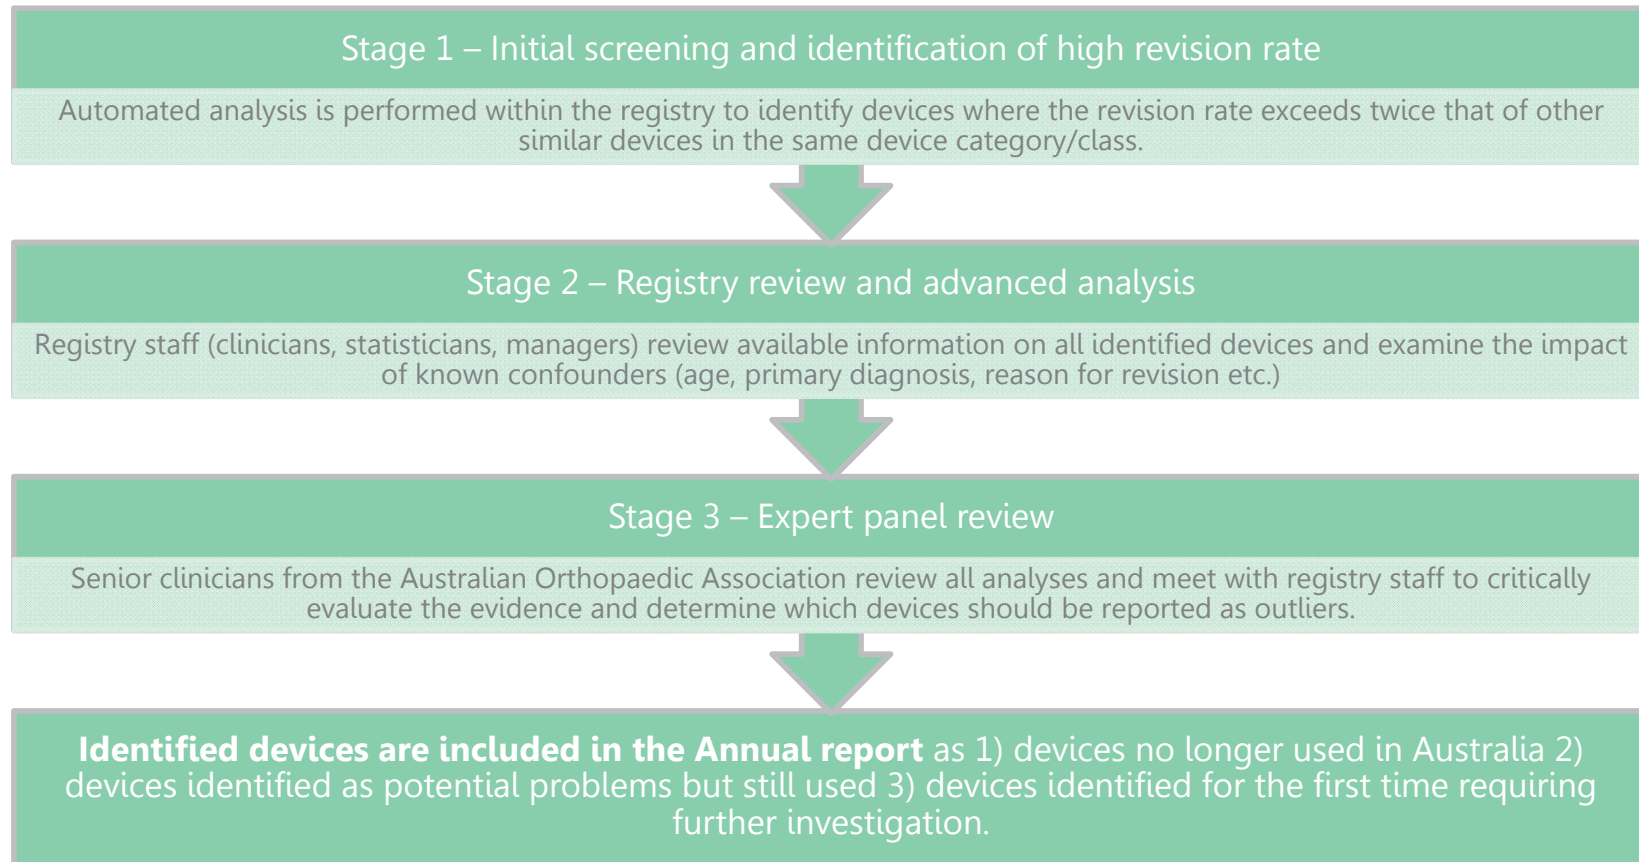 Stage 1 – Initial screening and identification of high revision rate
Automated analysis is performed within the registry to identify devices where the revision rate exceeds twice that of other
similar devices in the same device category/class.
Stage 2 – Registry review and advanced analysis
Registry staff (clinicians, statisticians, managers) review available information on all identified devices and examine the impact
of known confounders (age, primary diagnosis, reason for revision etc.)
Stage 3 – Expert panel review
Senior clinicians from the Australian Orthopaedic Association review all analyses and meet with registry staff to critically
evaluate the evidence and determine which devices should be reported as outliers.
Identified devices are included in the Annual report as 1) devices no longer used in Australia 2)
devices identified as potential problems but still used 3) devices identified for the first time requiring
further investigation.